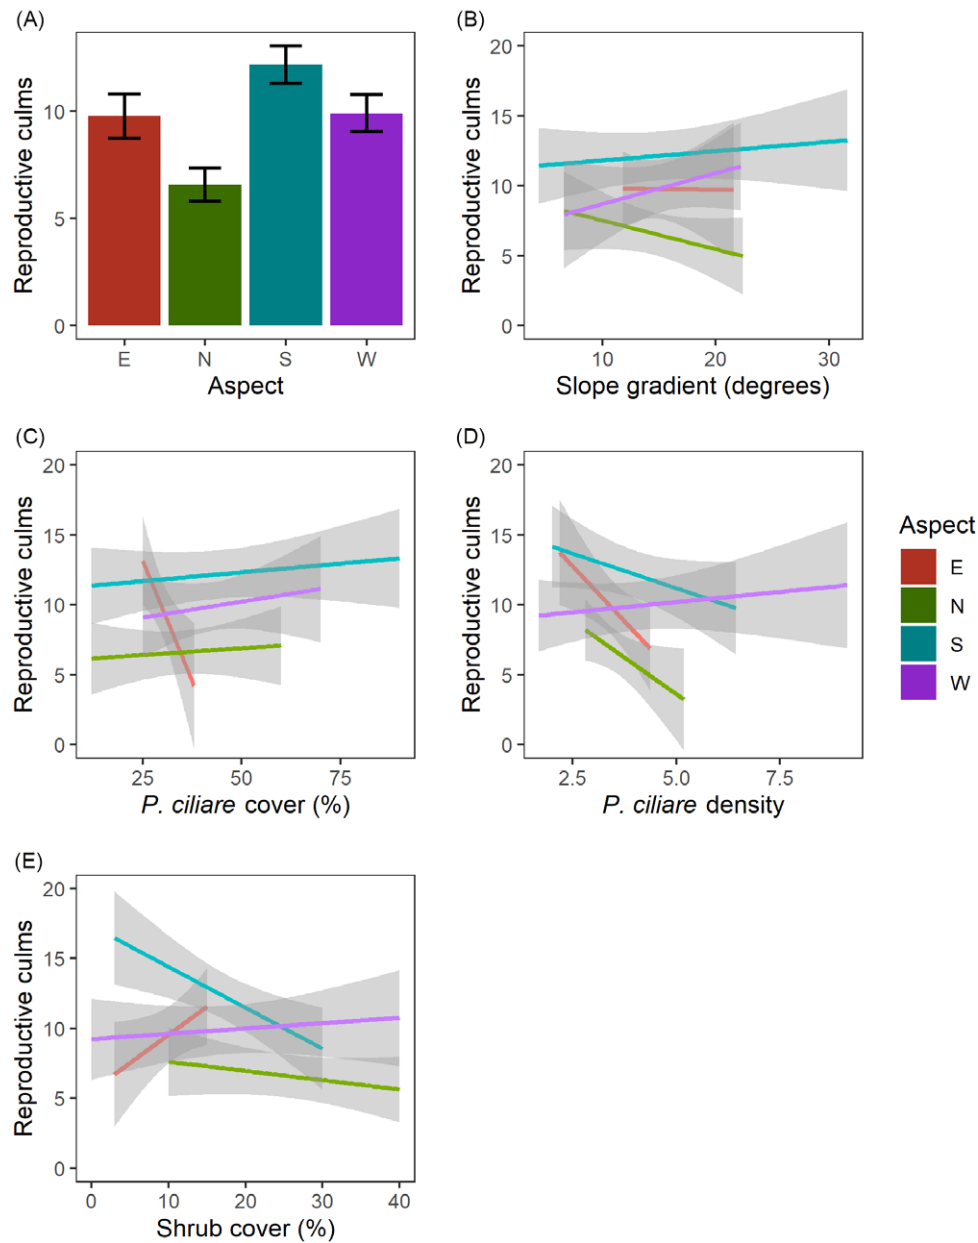 (A)
Reproductive culms
10
5
0
E N S W
Aspect
(B)
Reproductive culms
20
15
10
5
0
10 20 30
Slope gradient (degrees)
(C)
Reproductive culms
20
15
10
5
0
25 50 75
P. ciliare cover (%)
(D)
Reproductive culms
20
15
10
5
0
2.5 5.0 7.5
P. ciliare density
Aspect
E
N
S
W
(E)
Reproductive culms
20
15
10
5
0
0 10 20 30 40
Shrub cover (%)